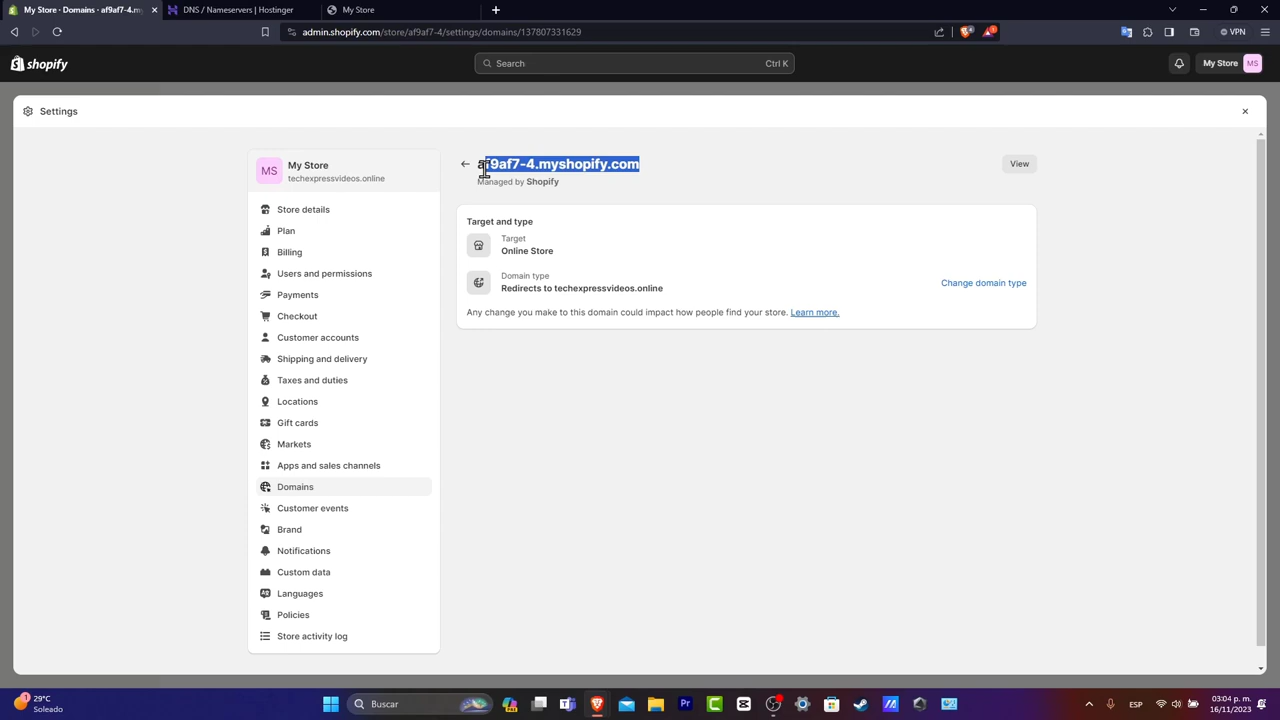 My Store - Domains - af9af7-4.my
DNS / Nameservers | Hostinger
My Store
admin.shopify.com/store/af9af7-4/settings/domains/137807331629
VPN
shopify
Search
Ctrl K
My Store
MS
Settings
MS
My Store
techexpressvideos.online
Store details
Plan
Billing
Users and permissions
Payments
Checkout
Customer accounts
Shipping and delivery
Taxes and duties
Locations
Gift cards
Markets
Apps and sales channels
Domains
Customer events
Brand
Notifications
Custom data
Languages
Policies
Store activity log
af9af7-4.myshopify.com
View
Managed by Shopify
Target and type
Target
Online Store
Domain type
Redirects to techexpressvideos.online
Change domain type
Any change you make to this domain could impact how people find your store. Learn more.
29°C
Soleado
Buscar
ESP
03:04 p. m.
16/11/2023